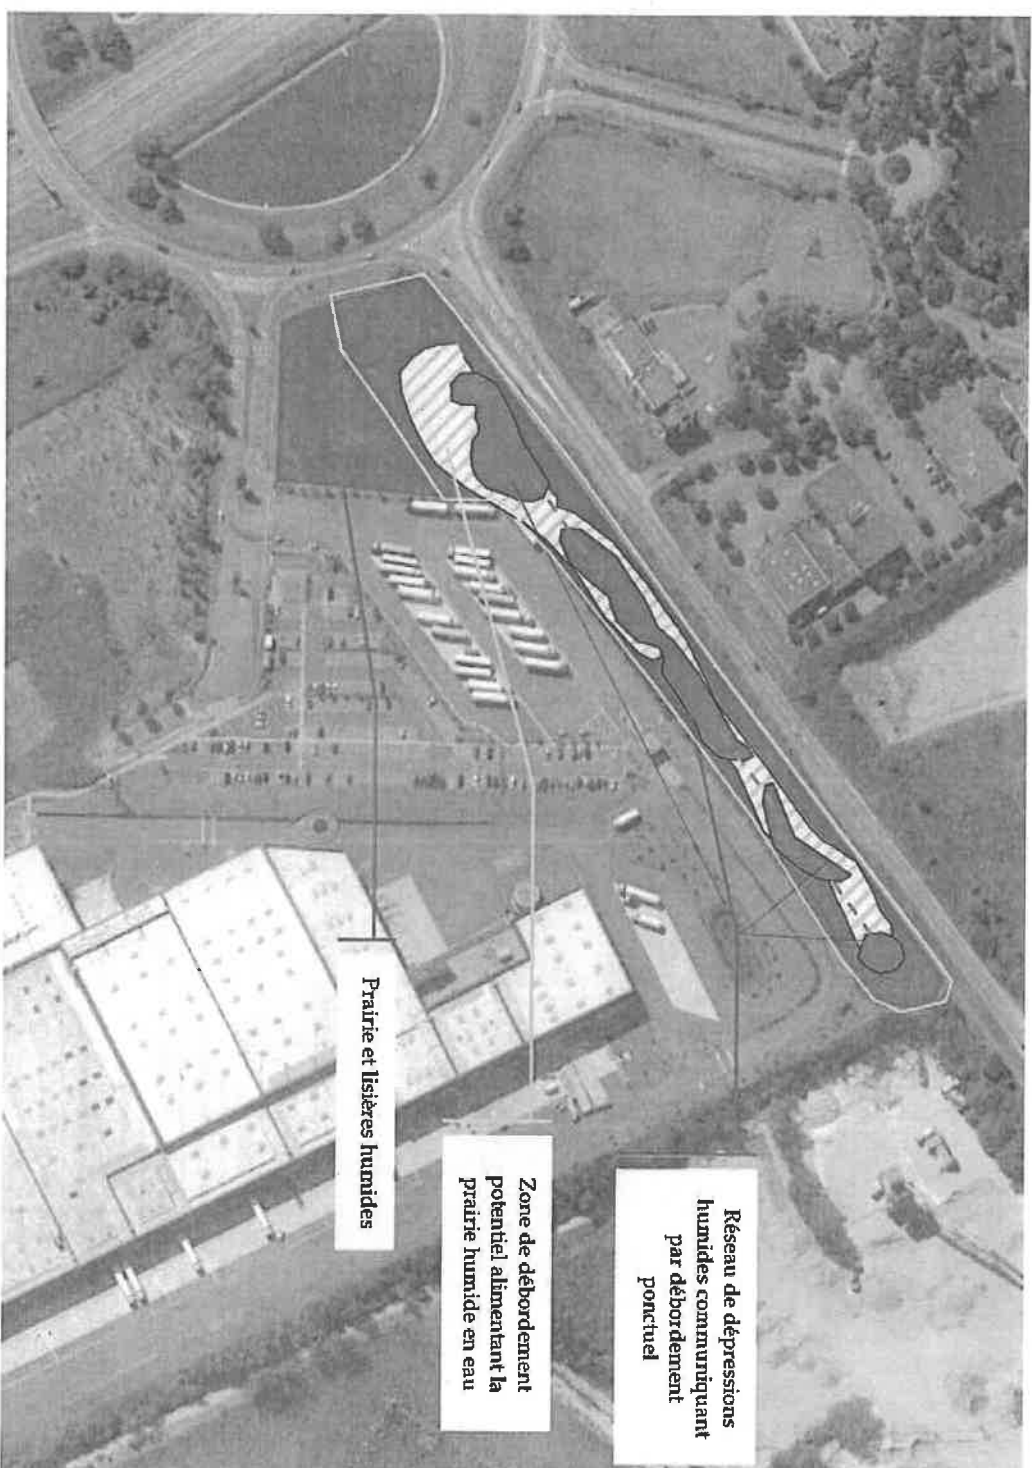 Réseau de dépressions
humides communiquant
par débordement
ponctuel
Zone de débordement
potentiel alimentant la
prairie humide en eau
Prairie et lisières humides